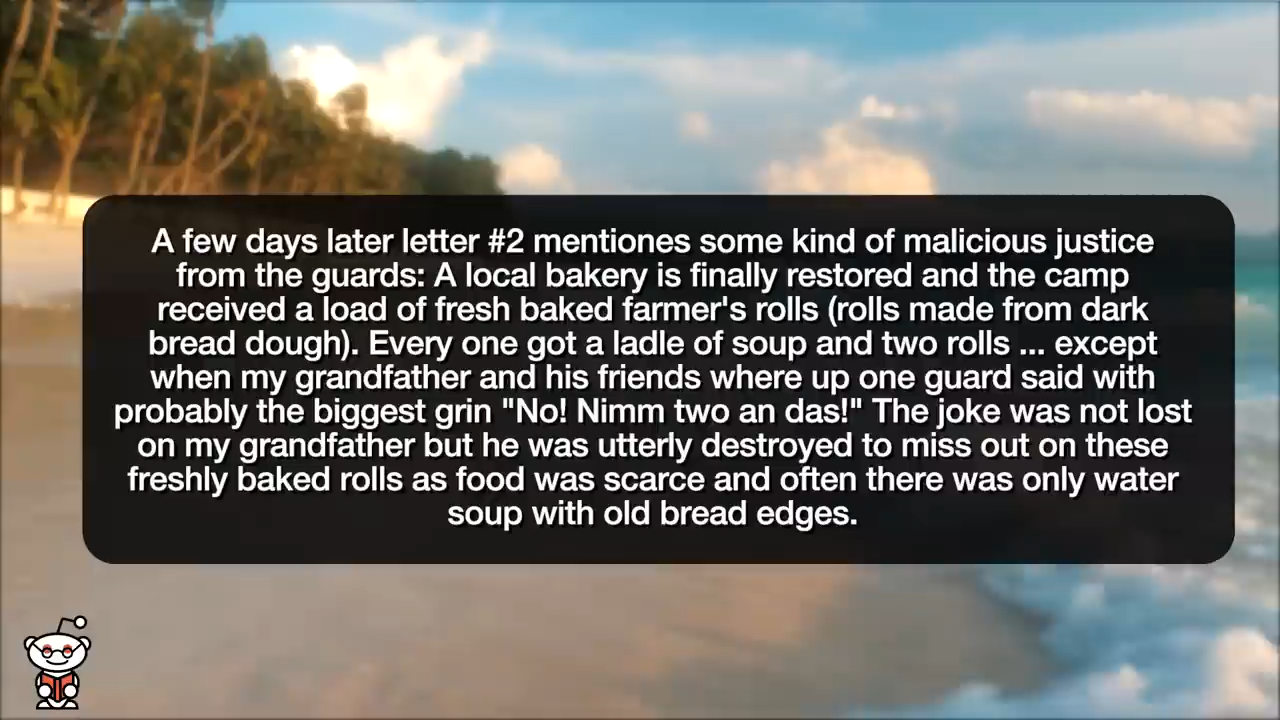 A few days later letter #2 mentiones some kind of malicious justice
from the guards: A local bakery is finally restored and the camp
received a load of fresh baked farmer's rolls (rolls made from dark
bread dough). Every one got a ladle of soup and two rolls ... except
when my grandfather and his friends where up one guard said with
probably the biggest grin "No! Nimm two an das!" The joke was not lost
on my grandfather but he was utterly destroyed to miss out on these
freshly baked rolls as food was scarce and often there was only water
soup with old bread edges.